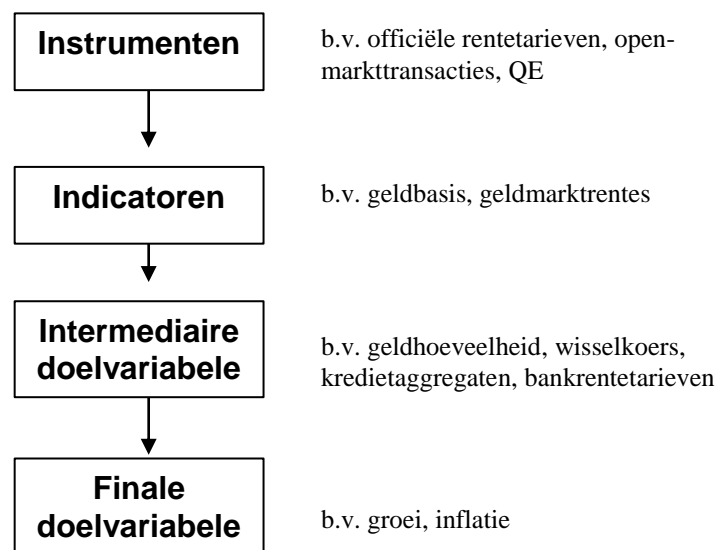 Instrumenten
b.v. officiële rentetarieven, open-
markttransacties, QE
Indicatoren
b.v. geldbasis, geldmarktrentes
Intermediaire
doelvariabele
b.v. geldhoeveelheid, wisselkoers,
kredietaggregaten, bankrentetarieven
Finale
doelvariabele
b.v. groei, inflatie